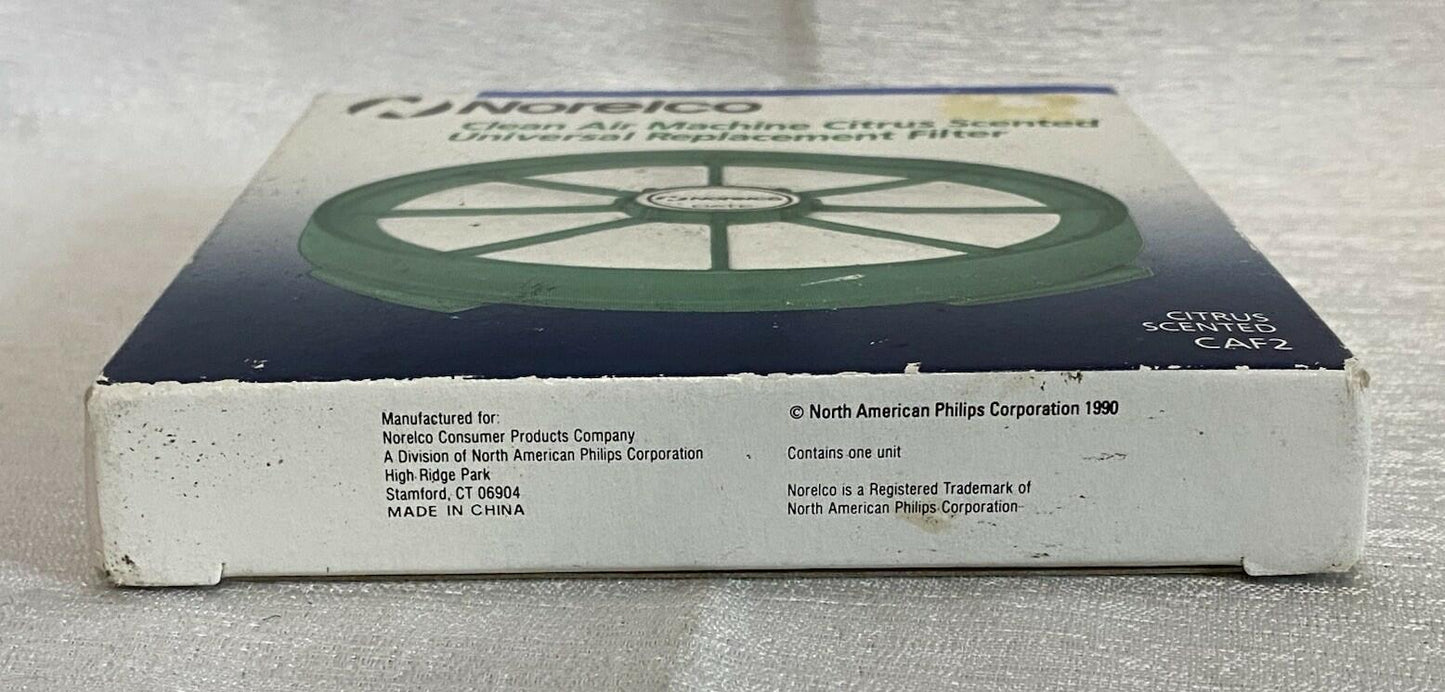 Norelco
Clean Air Machine Citrus Scented
Universal Replacement Filter
Norelco
CITRUS
SCENTED
CAF2
Manufactured for:
Norelco Consumer Products Company
A Division of North American Philips Corporation
High Ridge Park
Stamford, CT 06904
MADE IN CHINA
© North American Philips Corporation 1990
Contains one unit
Norelco is a Registered Trademark of
North American Philips Corporation